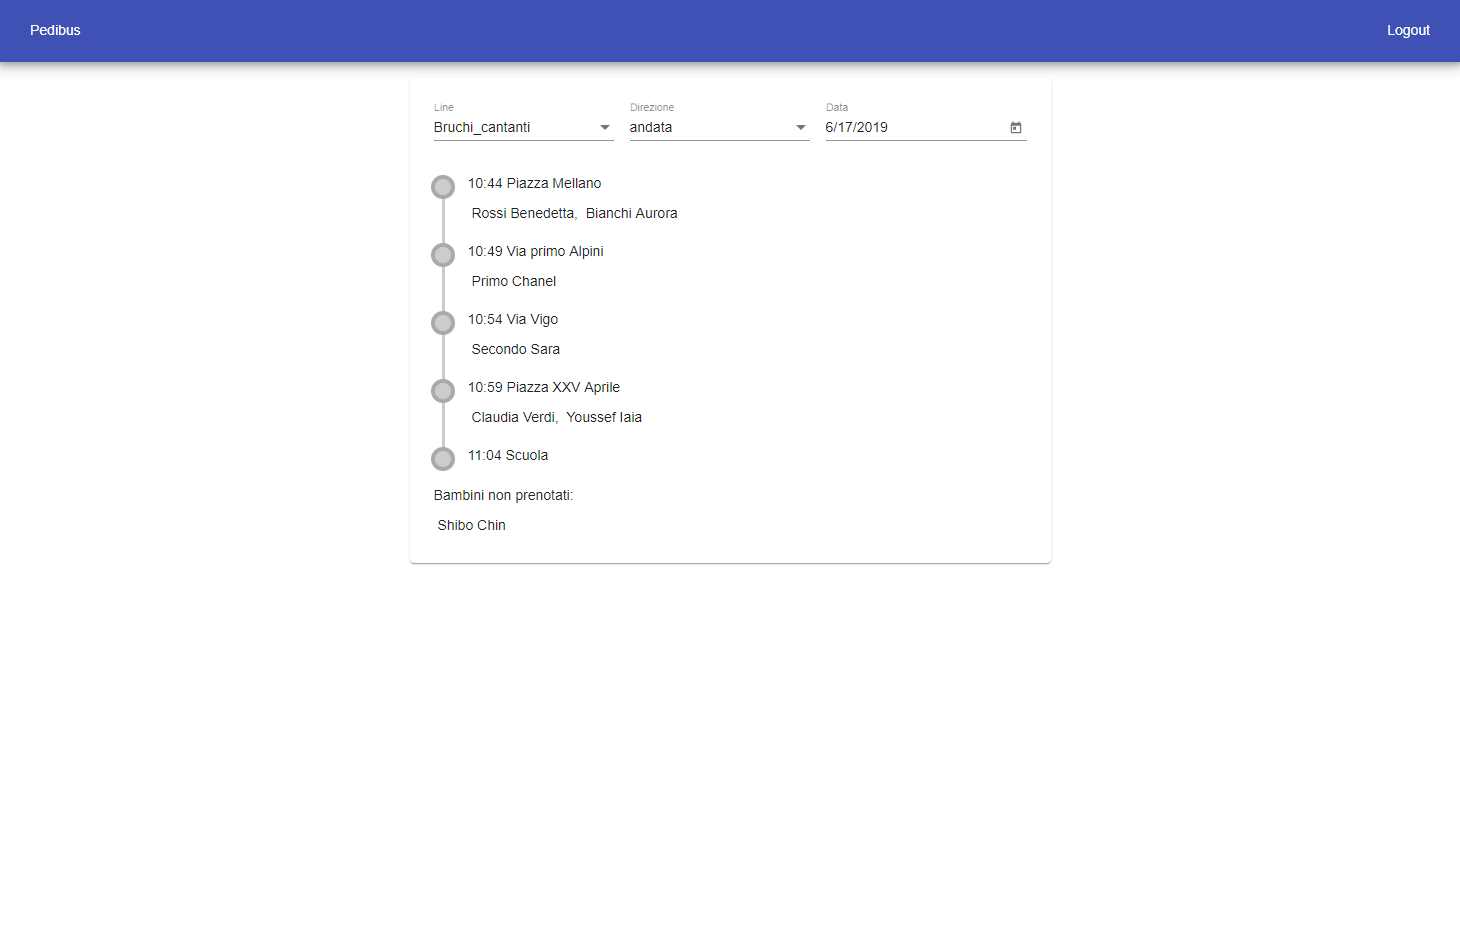 Pedibus Logout
Line Direzione Data
Bruchi_cantanti andata 6/17/2019
10:44 Piazza Mellano
Rossi Benedetta, Bianchi Aurora
10:49 Via primo Alpini
Primo Chanel
10:54 Via Vigo
Secondo Sara
10:59 Piazza XXV Aprile
Claudia Verdi, Youssef Iaia
11:04 Scuola
Bambini non prenotati:
Shibo Chin